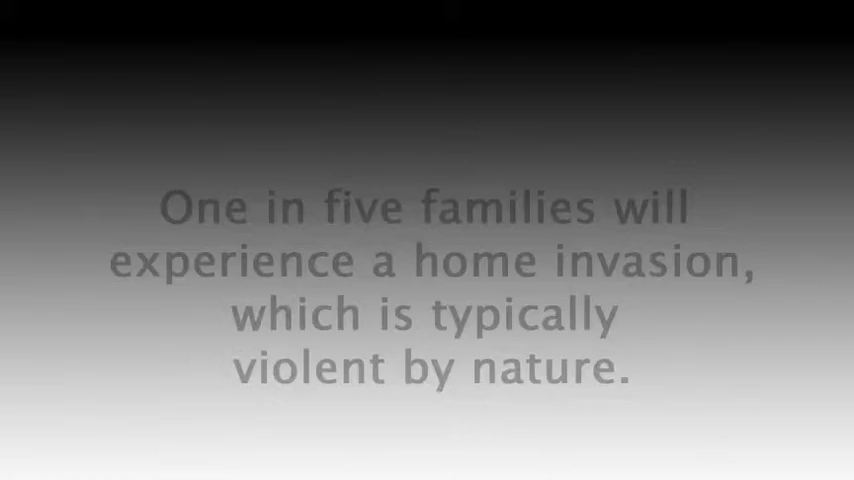 One in five families will
experience a home invasion,
which is typically
violent by nature.